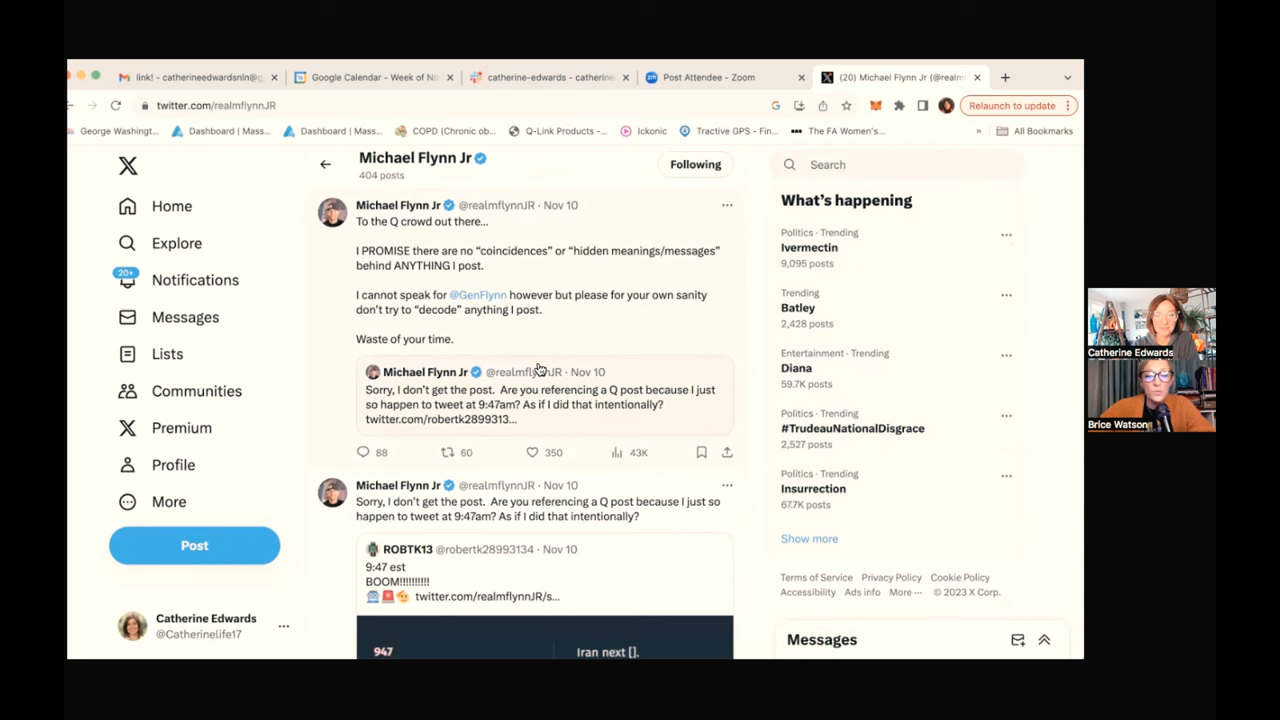 link! - catherineedwardsnln@g
Google Calendar - Week of No
catherine-edwards - catherine
Post Attendee - Zoom
(20) Michael Flynn Jr (@realm
twitter.com/realmflynnJR
Relaunch to update
George Washingt...
Dashboard | Mass...
Dashboard | Mass...
COPD (Chronic ob...
Q-Link Products -...
Ickonic
Tractive GPS - Fin...
The FA Women's...
»
All Bookmarks
Home
Explore
20+
Notifications
Messages
Lists
Communities
Premium
Profile
More
Post
Catherine Edwards
@Catherinelife17
Michael Flynn Jr
404 posts
Following
Michael Flynn Jr @realmflynnJR · Nov 10
To the Q crowd out there...
I PROMISE there are no “coincidences” or “hidden meanings/messages”
behind ANYTHING I post.
I cannot speak for @GenFlynn however but please for your own sanity
don’t try to “decode” anything I post.
Waste of your time.
Michael Flynn Jr @realmflynnJR · Nov 10
Sorry, I don’t get the post. Are you referencing a Q post because I just
so happen to tweet at 9:47am? As if I did that intentionally?
twitter.com/robertk2899313...
88
60
350
43K
Michael Flynn Jr @realmflynnJR · Nov 10
Sorry, I don’t get the post. Are you referencing a Q post because I just so
happen to tweet at 9:47am? As if I did that intentionally?
ROBTK13 @robertk28993134 · Nov 10
9:47 est
BOOM!!!!!!!!!!
twitter.com/realmflynnJR/s...
947
Iran next [].
Search
What’s happening
Politics · Trending
Ivermectin
9,095 posts
Trending
Batley
2,428 posts
Entertainment · Trending
Diana
59.7K posts
Politics · Trending
#TrudeauNationalDisgrace
2,527 posts
Politics · Trending
Insurrection
67.7K posts
Show more
Terms of Service Privacy Policy Cookie Policy
Accessibility Ads info More ··· © 2023 X Corp.
Messages
Catherine Edwards
Brice Watson